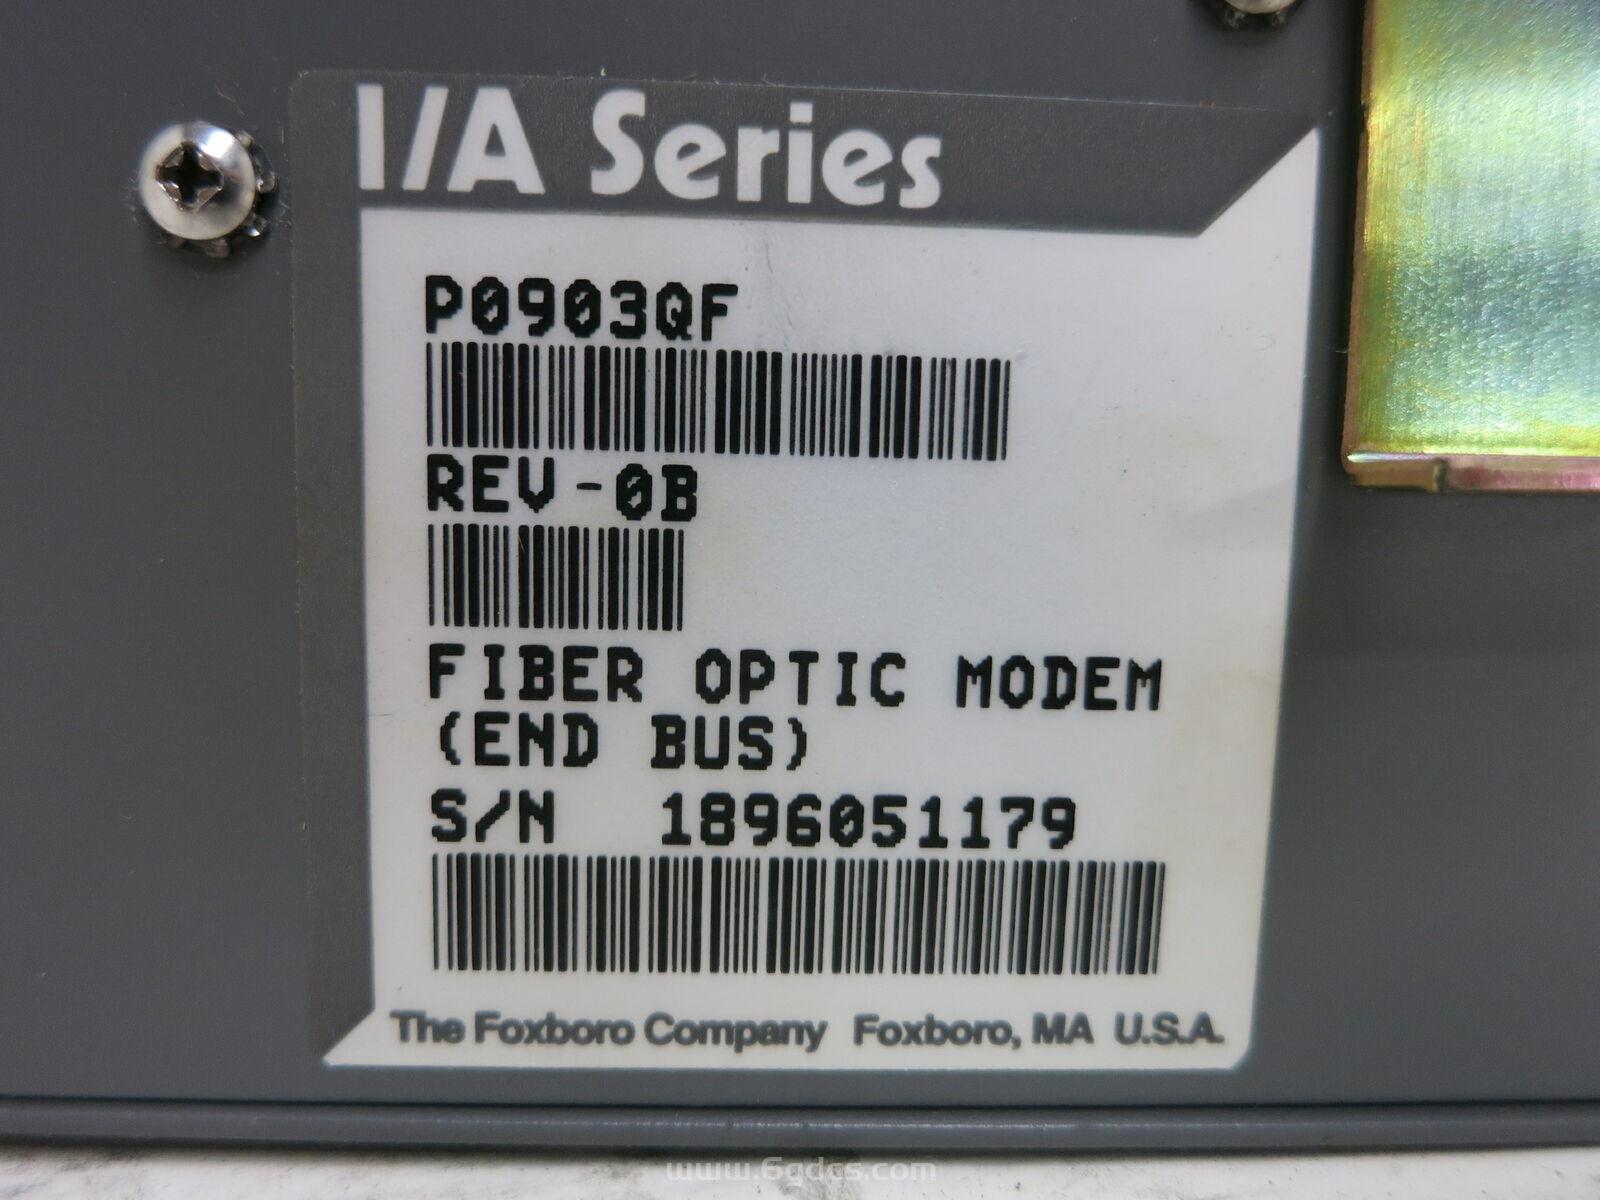 I/A Series
P0903QF
REV-0B
FIBER OPTIC MODEM
(END BUS)
S/N 1896051179
The Foxboro Company Foxboro, MA U.S.A.
www.6gdcs.com